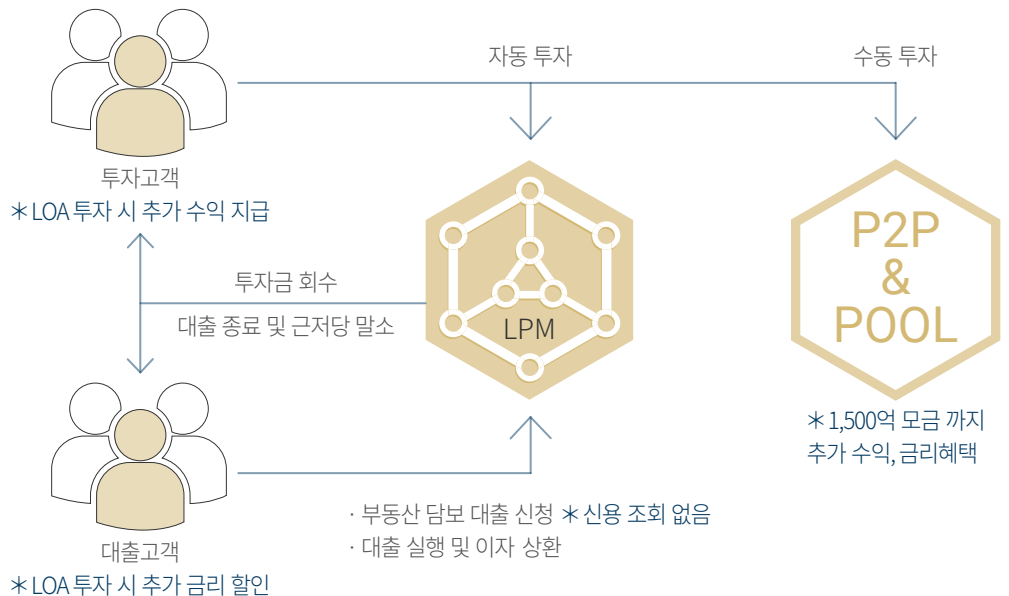 자동 투자
수동 투자
투자고객
＊LOA 투자 시 추가 수익 지급
투자금 회수
대출 종료 및 근저당 말소
LPM
P2P
&
POOL
＊1,500억 모금 까지
추가 수익, 금리혜택
· 부동산 담보 대출 신청 ＊신용 조회 없음
· 대출 실행 및 이자 상환
대출고객
＊LOA 투자 시 추가 금리 할인